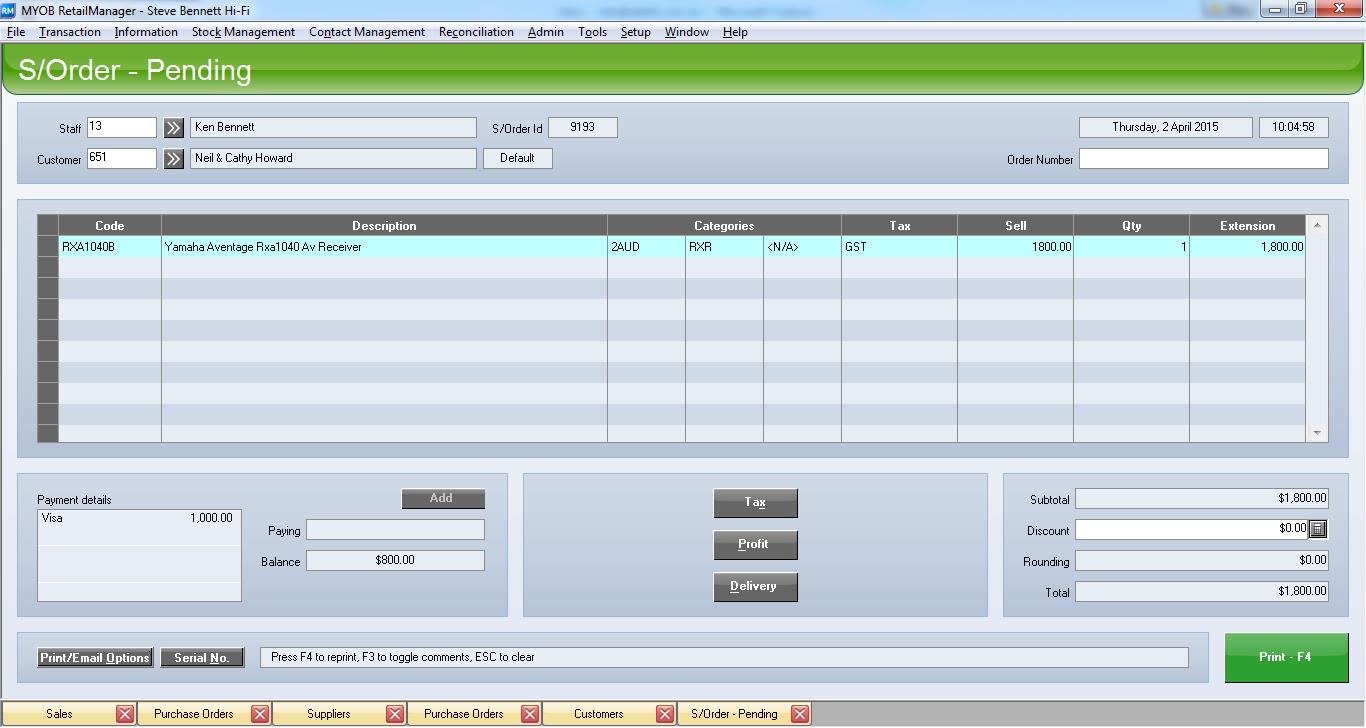 MYOB RetailManager - Steve Bennett Hi-Fi
File Transaction Information Stock Management Contact Management Reconciliation Admin Tools Setup Window Help
S/Order - Pending
Staff 13 Ken Bennett S/Order Id 9193 Thursday, 2 April 2015 10:04:58
Customer 651 Neil & Cathy Howard Default Order Number
Code Description Categories Tax Sell Qty Extension
RXA1040B Yamaha Aventage Rxa1040 Av Receiver 2AUD RXR <N/A> GST 1800.00 1 1,800.00
Payment details Add Tax Subtotal $1,800.00
Visa 1,000.00
Paying Discount $0.00
Profit
Balance $800.00 Rounding $0.00
Delivery Total $1,800.00
Print/Email Options Serial No. Press F4 to reprint, F3 to toggle comments, ESC to clear Print - F4
Sales Purchase Orders Suppliers Purchase Orders Customers S/Order - Pending